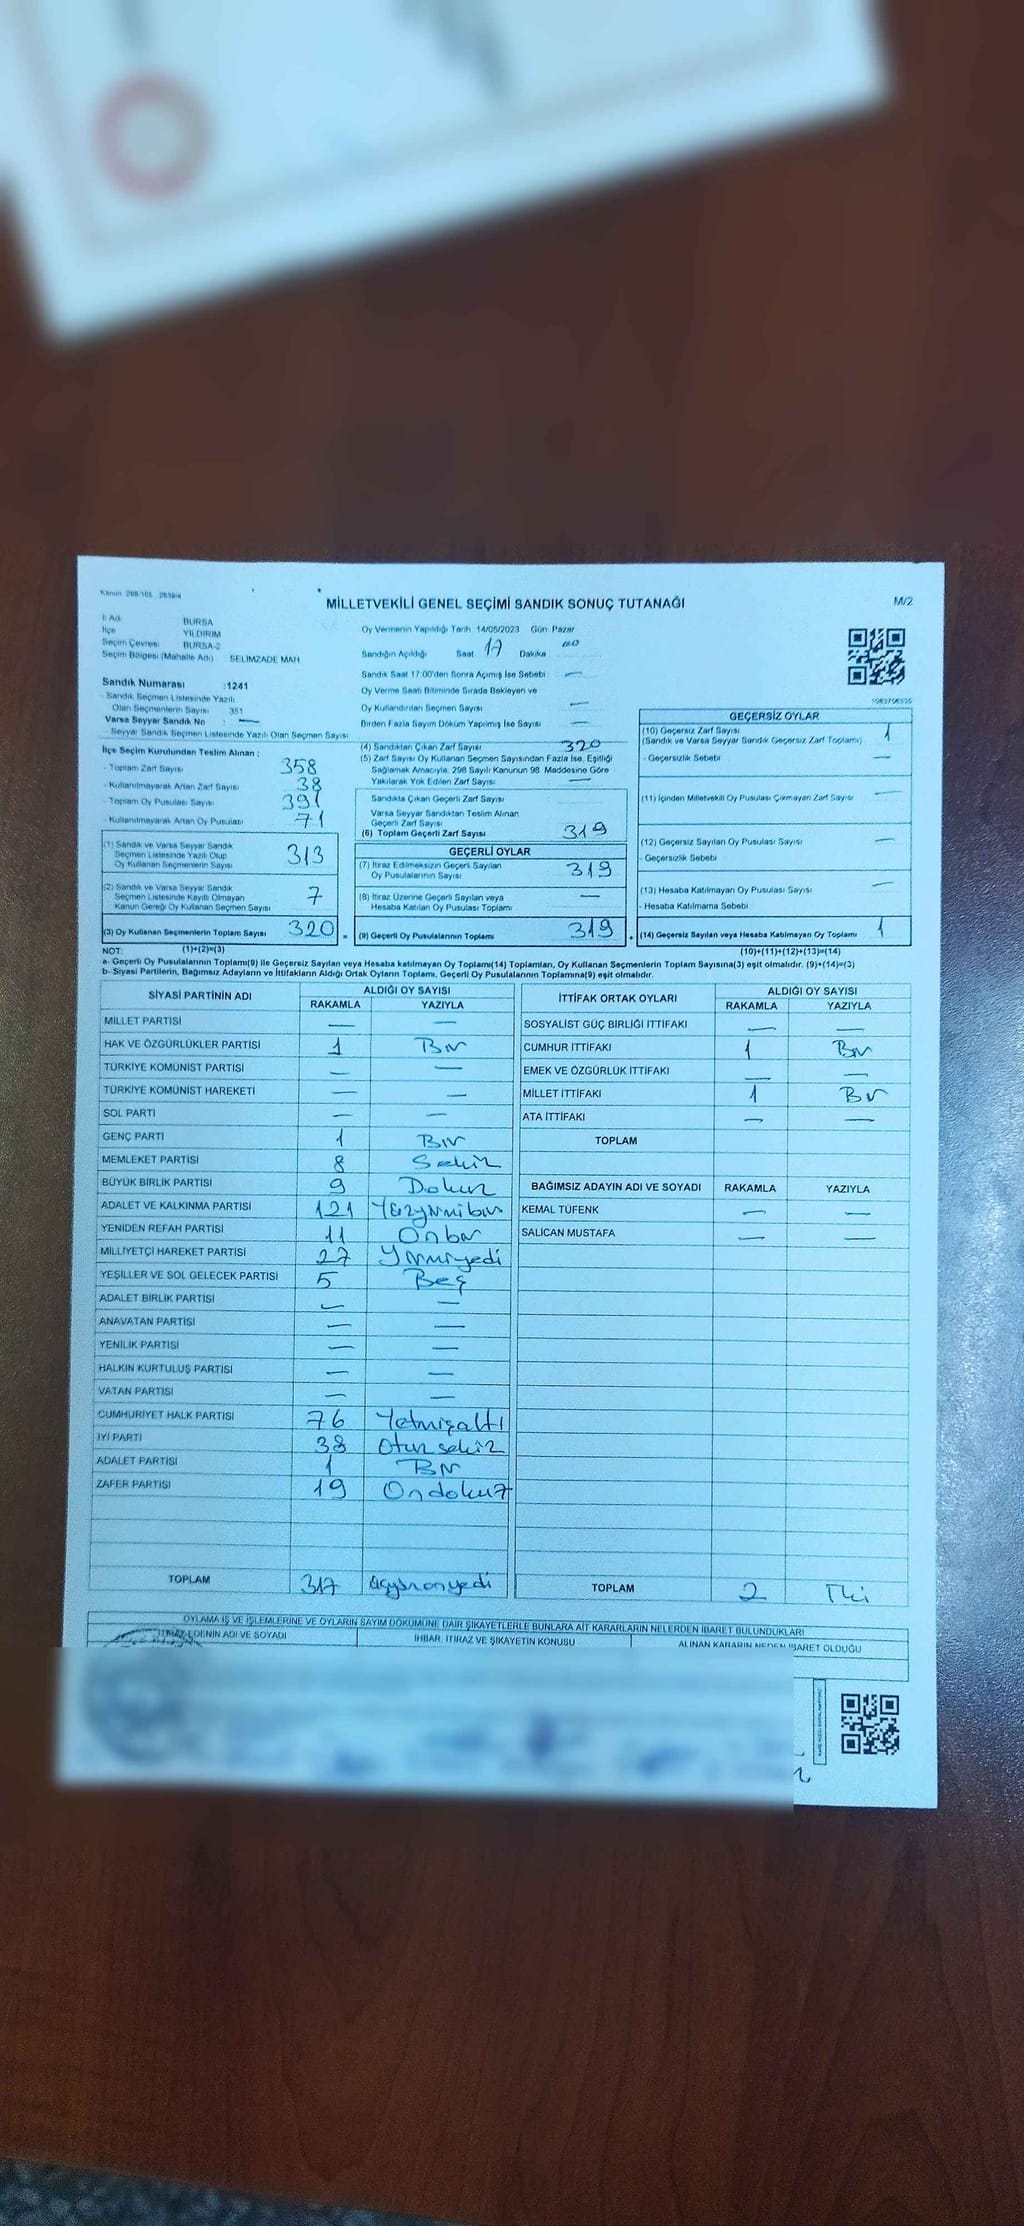 MİLLETVEKİLİ GENEL SEÇİMİ SANDIK SONUÇ TUTANAĞI
M/2
İl Adı BURSA
İlçe YILDIRIM
Seçim Çevresi BURSA-2
Seçim Bölgesi (Mahalle Adı) SELİMZADE MAH
Sandık Numarası :1241
- Sandık Seçmen Listesinde Yazılı
Olan Seçmenlerin Sayısı 351
Varsa Seyyar Sandık No : —
- Seyyar Sandık Seçmen Listesinde Yazılı Olan Seçmen Sayısı
İlçe Seçim Kurulundan Teslim Alınan :
- Toplam Zarf Sayısı 358
- Kullanılmayarak Artan Zarf Sayısı 38
- Toplam Oy Pusulası Sayısı 391
- Kullanılmayarak Artan Oy Pusulası 71
(1) Sandık ve Varsa Seyyar Sandık
Seçmen Listesinde Yazılı Olup
Oy Kullanan Seçmenlerin Sayısı 313
(2) Sandık ve Varsa Seyyar Sandık
Seçmen Listesinde Kayıtlı Olmayan
Kanun Gereği Oy Kullanan Seçmen Sayısı 7
(3) Oy Kullanan Seçmenlerin Toplam Sayısı 320 =
Oy Vermenin Yapıldığı Tarih :14/05/2023 Gün: Pazar
Sandığın Açıldığı Saat 17 Dakika 00
Sandık Saat 17.00'den Sonra Açılmış İse Sebebi —
Oy Verme Saati Bitiminde Sırada Bekleyen ve
Oy Kullandırılan Seçmen Sayısı —
Birden Fazla Sayım Döküm Yapılmış İse Sayısı —
(4) Sandıktan Çıkan Zarf Sayısı 320
(5) Zarf Sayısı Oy Kullanan Seçmen Sayısından Fazla İse, Eşitliği
Sağlamak Amacıyla, 298 Sayılı Kanunun 98. Maddesine Göre
Yakılarak Yok Edilen Zarf Sayısı —
Sandıkta Çıkan Geçerli Zarf Sayısı
Varsa Seyyar Sandıktan Teslim Alınan
Geçerli Zarf Sayısı
(6) Toplam Geçerli Zarf Sayısı 319
GEÇERLİ OYLAR
(7) İtiraz Edilmeksizin Geçerli Sayılan
Oy Pusulalarının Sayısı 319
(8) İtiraz Üzerine Geçerli Sayılan veya
Hesaba Katılan Oy Pusulası Toplamı —
(9) Geçerli Oy Pusulalarının Toplamı 319 +
GEÇERSİZ OYLAR
(10) Geçersiz Zarf Sayısı 1
(Sandık ve Varsa Seyyar Sandık Geçersiz Zarf Toplamı)
- Geçersizlik Sebebi —
(11) İçinden Milletvekili Oy Pusulası Çıkmayan Zarf Sayısı —
(12) Geçersiz Sayılan Oy Pusulası Sayısı —
- Geçersizlik Sebebi
(13) Hesaba Katılmayan Oy Pusulası Sayısı —
- Hesaba Katılmama Sebebi
(14) Geçersiz Sayılan veya Hesaba Katılmayan Oy Toplamı 1
NOT: (1)+(2)=(3) (10)+(11)+(12)+(13)=(14)
a- Geçerli Oy Pusulalarının Toplamı(9) ile Geçersiz Sayılan veya Hesaba katılmayan Oy Toplamı(14) Toplamları, Oy Kullanan Seçmenlerin Toplam Sayısına(3) eşit olmalıdır. (9)+(14)=(3)
b- Siyasi Partilerin, Bağımsız Adayların ve İttifakların Aldığı Ortak Oyların Toplamı, Geçerli Oy Pusulalarının Toplamına(9) eşit olmalıdır.
SİYASİ PARTİNİN ADI ALDIĞI OY SAYISI
RAKAMLA YAZIYLA
MİLLET PARTİSİ — —
HAK VE ÖZGÜRLÜKLER PARTİSİ 1 Bir
TÜRKİYE KOMÜNİST PARTİSİ — —
TÜRKİYE KOMÜNİST HAREKETİ — —
SOL PARTİ — —
GENÇ PARTİ 1 Bir
MEMLEKET PARTİSİ 8 Sekiz
BÜYÜK BİRLİK PARTİSİ 9 Dokuz
ADALET VE KALKINMA PARTİSİ 121 Yüzyirmibir
YENİDEN REFAH PARTİSİ 11 Onbir
MİLLİYETÇİ HAREKET PARTİSİ 27 Yirmiyedi
YEŞİLLER VE SOL GELECEK PARTİSİ 5 Beş
ADALET BİRLİK PARTİSİ — —
ANAVATAN PARTİSİ — —
YENİLİK PARTİSİ — —
HALKIN KURTULUŞ PARTİSİ — —
VATAN PARTİSİ — —
CUMHURİYET HALK PARTİSİ 76 Yetmişaltı
İYİ PARTİ 38 Otuzsekiz
ADALET PARTİSİ 1 Bir
ZAFER PARTİSİ 19 Ondokuz
TOPLAM 317 Üçyüzonyedi
İTTİFAK ORTAK OYLARI ALDIĞI OY SAYISI
RAKAMLA YAZIYLA
SOSYALİST GÜÇ BİRLİĞİ İTTİFAKI — —
CUMHUR İTTİFAKI 1 Bir
EMEK VE ÖZGÜRLÜK İTTİFAKI — —
MİLLET İTTİFAKI 1 Bir
ATA İTTİFAKI — —
TOPLAM
BAĞIMSIZ ADAYIN ADI VE SOYADI RAKAMLA YAZIYLA
KEMAL TÜFENK — —
SALİCAN MUSTAFA — —
TOPLAM 2 İki
OYLAMA İŞ VE İŞLEMLERİNE VE OYLARIN SAYIM DÖKÜMÜNE DAİR ŞİKAYETLERLE BUNLARA AİT KARARLARIN NELERDEN İBARET BULUNDUKLARI
İTİRAZ EDENİN ADI VE SOYADI İHBAR, İTİRAZ VE ŞİKAYETİN KONUSU ALINAN KARARIN NEDEN İBARET OLDUĞU